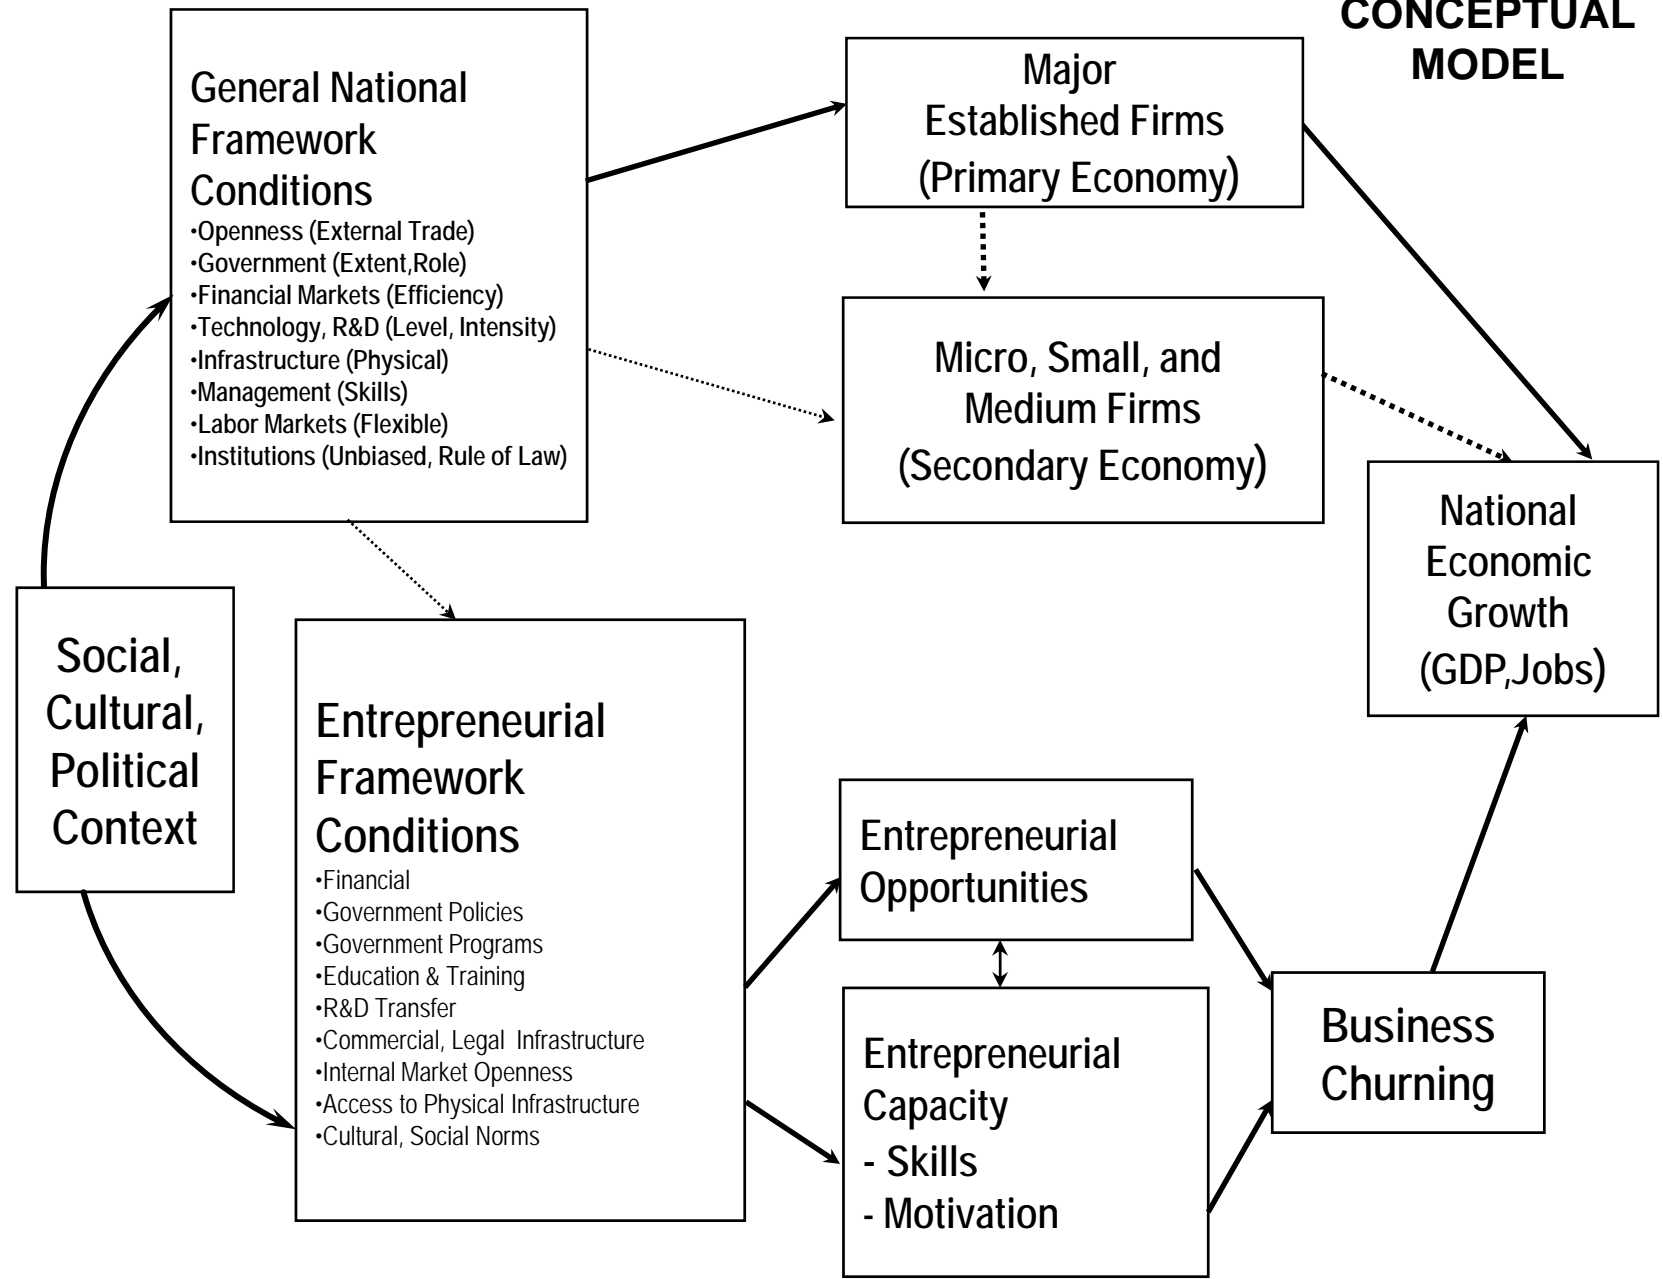 CONCEPTUAL
MODEL
General National
Framework
Conditions
•Openness (External Trade)
•Government (Extent,Role)
•Financial Markets (Efficiency)
•Technology, R&D (Level, Intensity)
•Infrastructure (Physical)
•Management (Skills)
•Labor Markets (Flexible)
•Institutions (Unbiased, Rule of Law)
Major
Established Firms
(Primary Economy)
Micro, Small, and
Medium Firms
(Secondary Economy)
National
Economic
Growth
(GDP,Jobs)
Social,
Cultural,
Political
Context
Entrepreneurial
Framework
Conditions
•Financial
•Government Policies
•Government Programs
•Education & Training
•R&D Transfer
•Commercial, Legal  Infrastructure
•Internal Market Openness
•Access to Physical Infrastructure
•Cultural, Social Norms
Entrepreneurial
Opportunities
Entrepreneurial
Capacity
- Skills
- Motivation
Business
Churning